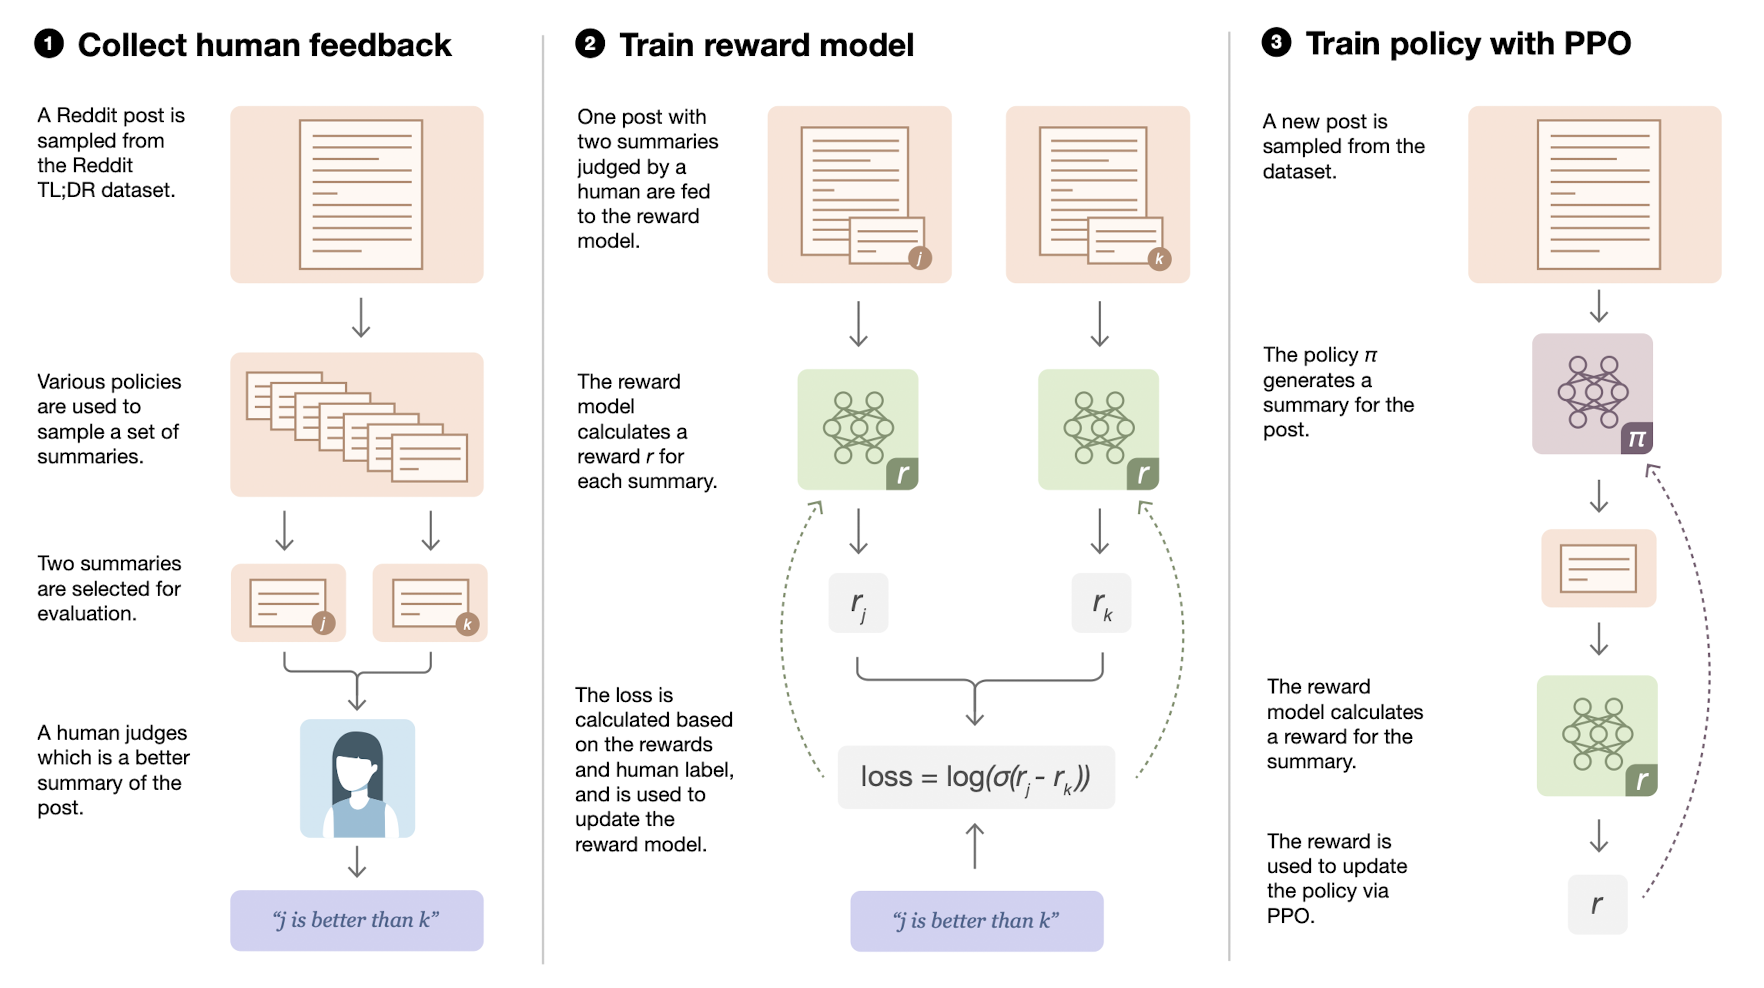 1 Collect human feedback
A Reddit post is
sampled from
the Reddit
TL;DR dataset.
Various policies
are used to
sample a set of
summaries.
Two summaries
are selected for
evaluation.
j
k
A human judges
which is a better
summary of the
post.
“j is better than k”
2 Train reward model
One post with
two summaries
judged by a
human are fed
to the reward
model.
j
k
The reward
model
calculates a
reward r for
each summary.
r
r
r_j
r_k
The loss is
calculated based
on the rewards
and human label,
and is used to
update the
reward model.
loss = log(σ(r_j - r_k))
“j is better than k”
3 Train policy with PPO
A new post is
sampled from the
dataset.
The policy π
generates a
summary for the
post.
π
The reward
model calculates
a reward for the
summary.
r
The reward is
used to update
the policy via
PPO.
r